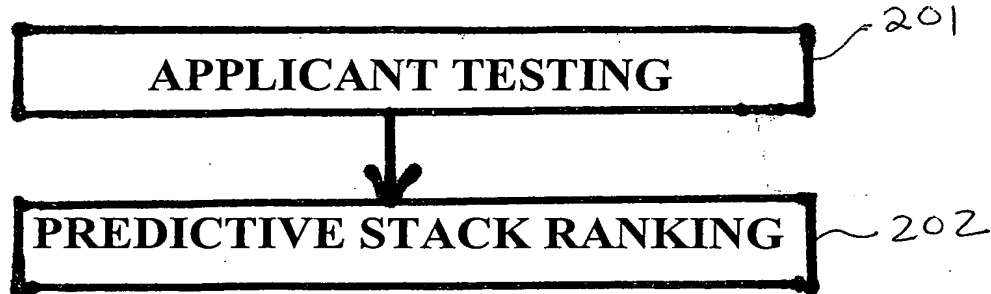 201
APPLICANT TESTING
PREDICTIVE STACK RANKING
202